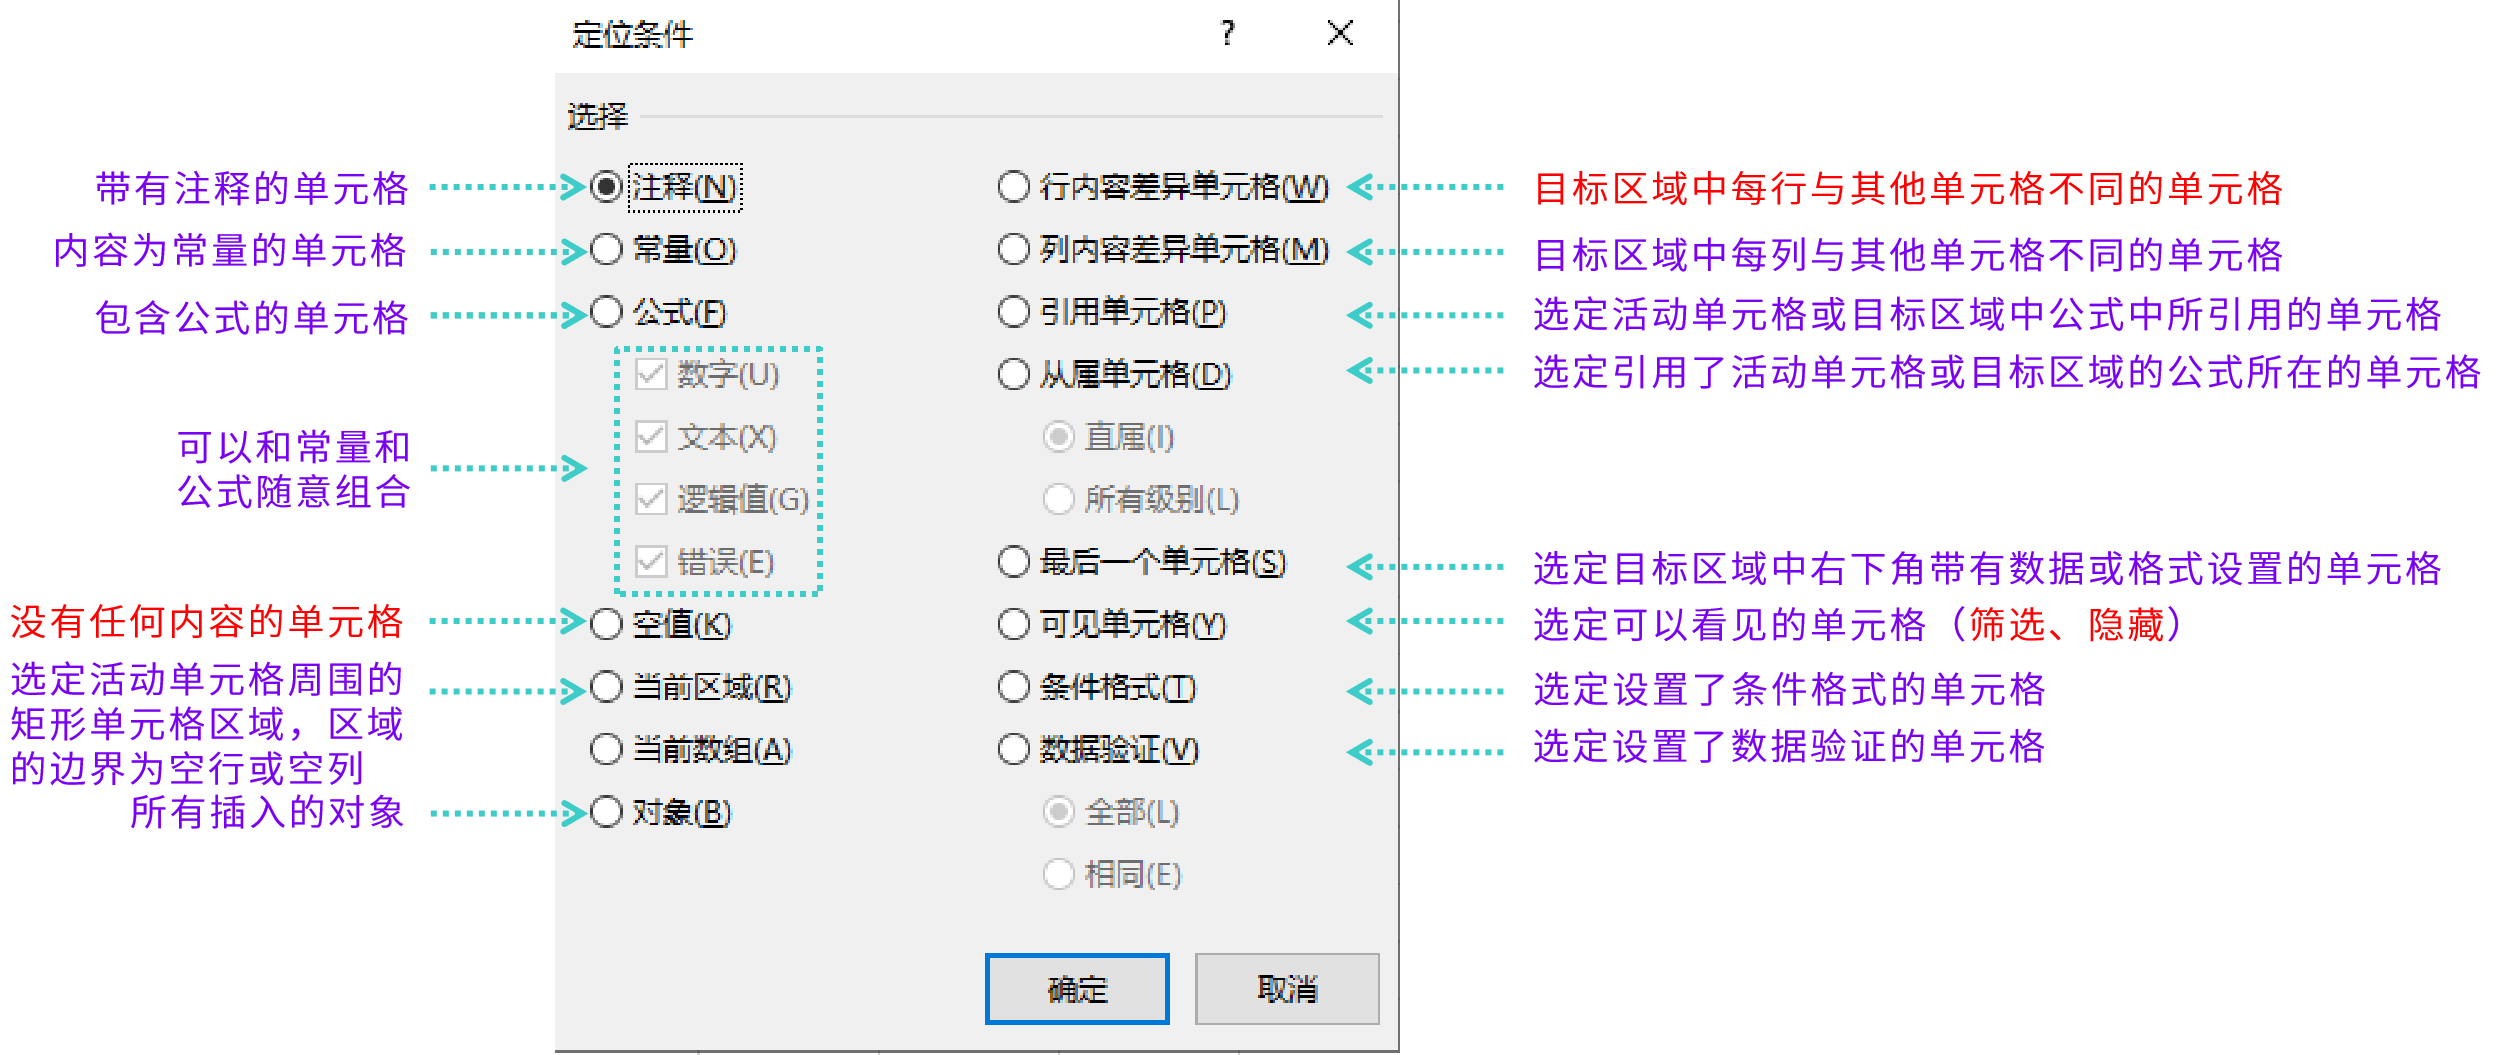 定位条件
?
选择
带有注释的单元格
注释(N)
行内容差异单元格(W)
目标区域中每行与其他单元格不同的单元格
内容为常量的单元格
常量(O)
列内容差异单元格(M)
目标区域中每列与其他单元格不同的单元格
包含公式的单元格
公式(F)
引用单元格(P)
选定活动单元格或目标区域中公式中所引用的单元格
数字(U)
从属单元格(D)
选定引用了活动单元格或目标区域的公式所在的单元格
可以和常量和
公式随意组合
文本(X)
直属(I)
逻辑值(G)
所有级别(L)
错误(E)
最后一个单元格(S)
选定目标区域中右下角带有数据或格式设置的单元格
没有任何内容的单元格
空值(K)
可见单元格(Y)
选定可以看见的单元格（筛选、隐藏）
选定活动单元格周围的
矩形单元格区域，区域
的边界为空行或空列
当前区域(R)
条件格式(T)
选定设置了条件格式的单元格
当前数组(A)
数据验证(V)
选定设置了数据验证的单元格
所有插入的对象
对象(B)
全部(L)
相同(E)
确定
取消